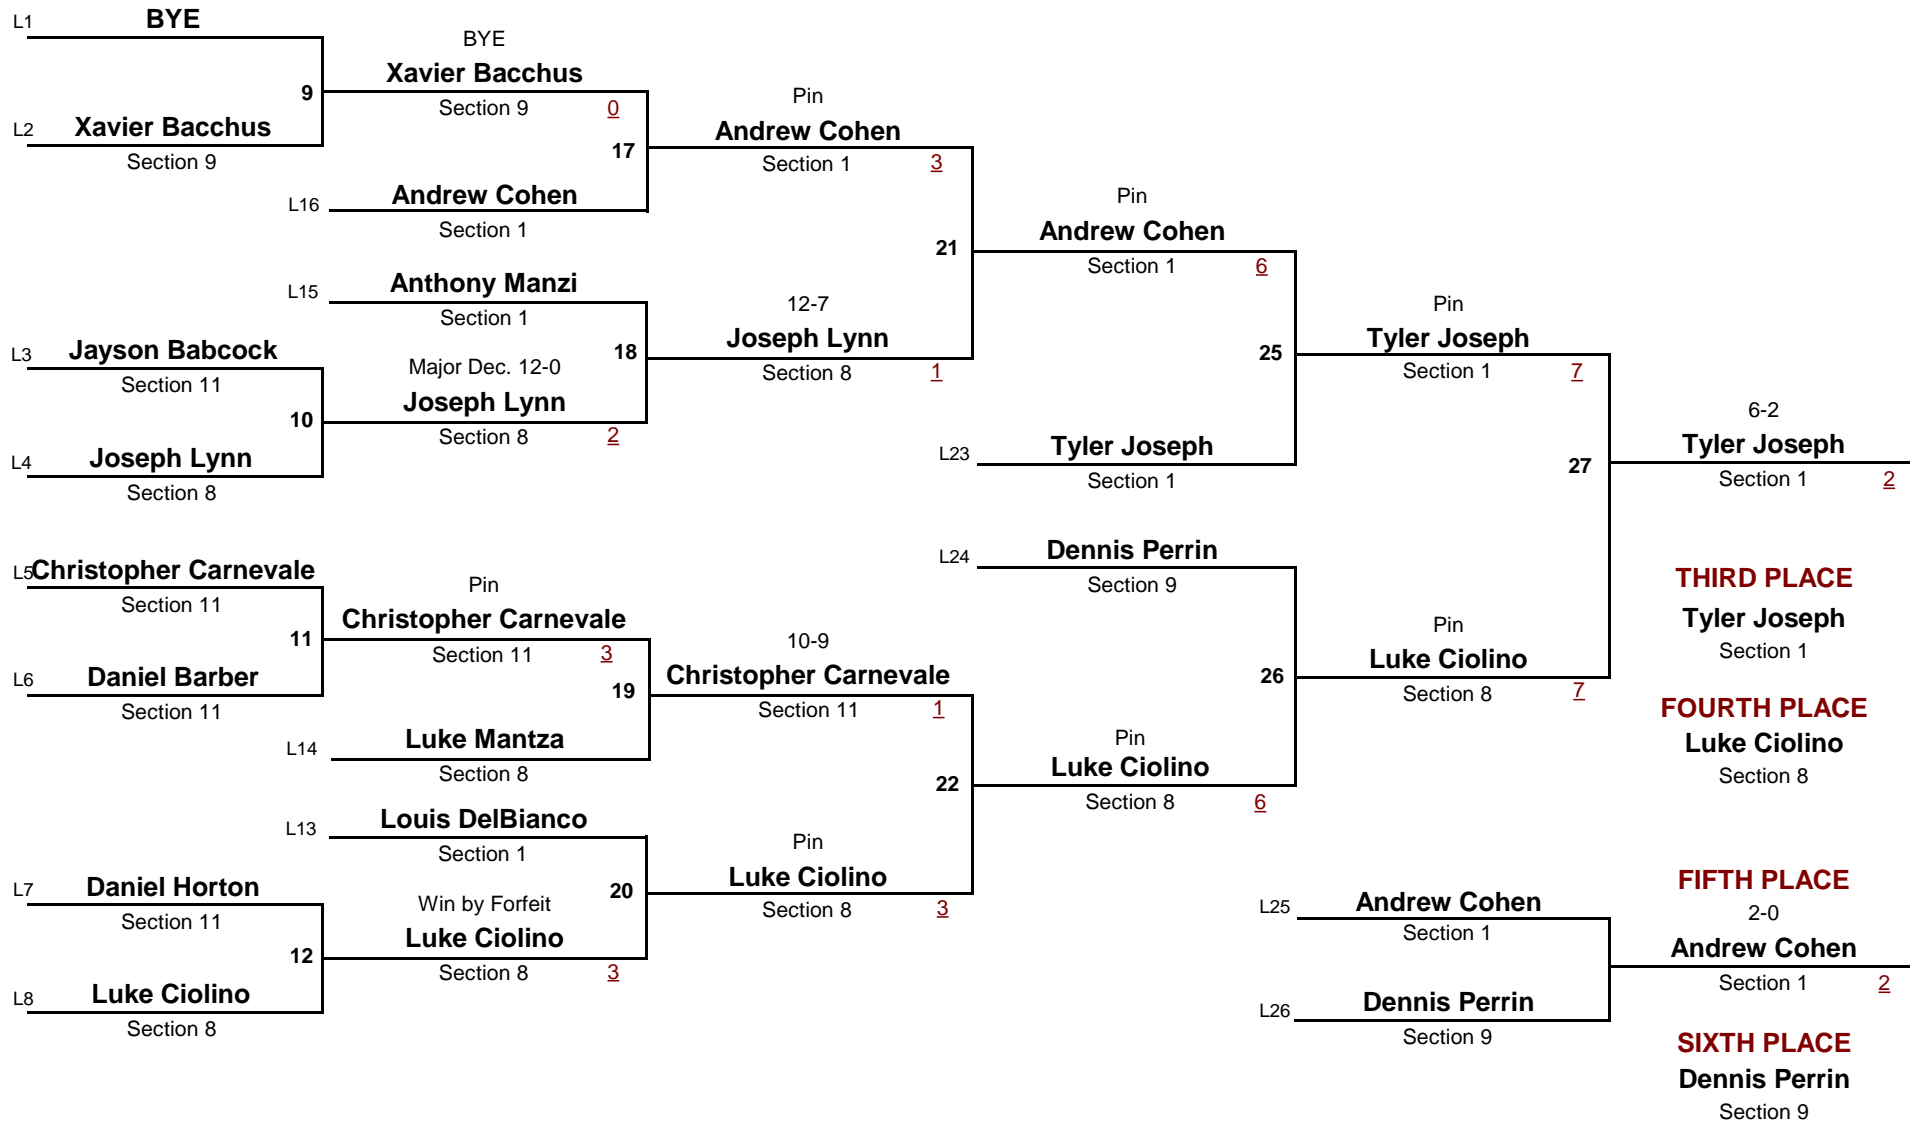 L1
BYE
9
L2
Xavier Bacchus
Section 9
BYE
Xavier Bacchus
Section 9
0
17
L16
Andrew Cohen
Section 1
Pin
Andrew Cohen
Section 1
3
L15
Anthony Manzi
Section 1
18
L3
Jayson Babcock
Section 11
10
L4
Joseph Lynn
Section 8
Major Dec. 12-0
Joseph Lynn
Section 8
2
12-7
Joseph Lynn
Section 8
1
21
Pin
Andrew Cohen
Section 1
6
25
L23
Tyler Joseph
Section 1
Pin
Tyler Joseph
Section 1
7
27
6-2
Tyler Joseph
Section 1
2
L5
Christopher Carnevale
Section 11
11
L6
Daniel Barber
Section 11
Pin
Christopher Carnevale
Section 11
3
19
L14
Luke Mantza
Section 8
10-9
Christopher Carnevale
Section 11
1
22
L13
Louis DelBianco
Section 1
20
L7
Daniel Horton
Section 11
12
L8
Luke Ciolino
Section 8
Win by Forfeit
Luke Ciolino
Section 8
3
Pin
Luke Ciolino
Section 8
3
L24
Dennis Perrin
Section 9
26
Pin
Luke Ciolino
Section 8
6
Pin
Luke Ciolino
Section 8
7
THIRD PLACE
Tyler Joseph
Section 1
FOURTH PLACE
Luke Ciolino
Section 8
L25
Andrew Cohen
Section 1
L26
Dennis Perrin
Section 9
FIFTH PLACE
2-0
Andrew Cohen
Section 1
2
SIXTH PLACE
Dennis Perrin
Section 9